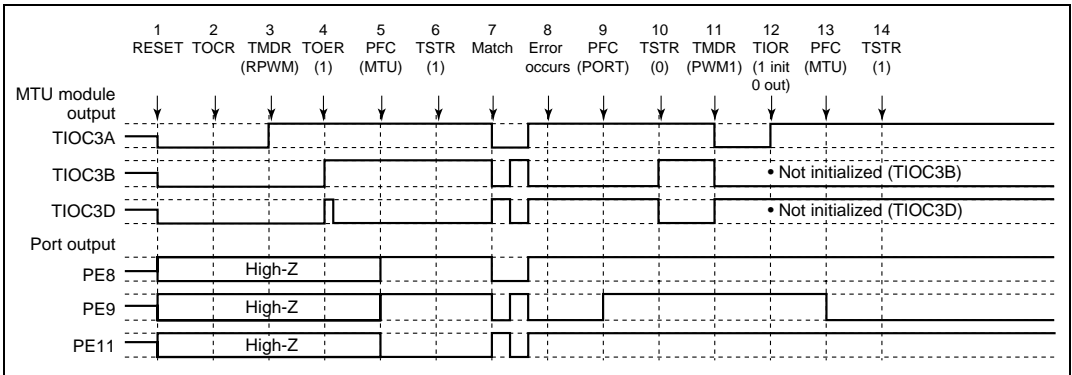 1 2 3 4 5 6 7 8 9 10 11 12 13 14
RESET TOCR TMDR TOER PFC TSTR Match Error PFC TSTR TMDR TIOR PFC TSTR
(RPWM) (1) (MTU) (1) occurs (PORT) (0) (PWM1) (1 init (MTU) (1)
0 out)
MTU module
output
TIOC3A
TIOC3B • Not initialized (TIOC3B)
TIOC3D • Not initialized (TIOC3D)
Port output
PE8 High-Z
PE9 High-Z
PE11 High-Z